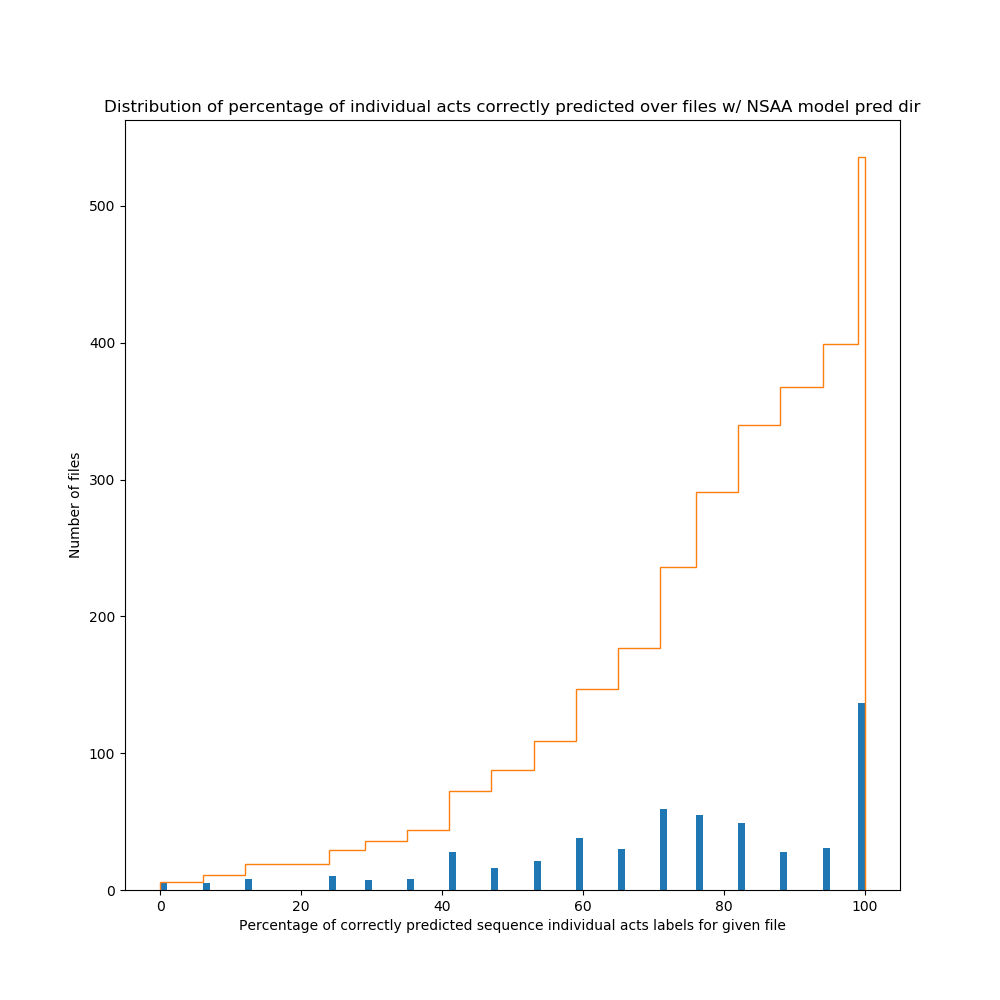 Distribution of percentage of individual acts correctly predicted over files w/ NSAA model pred dir
500
400
300
200
100
0
Number of files
0 20 40 60 80 100
Percentage of correctly predicted sequence individual acts labels for given file